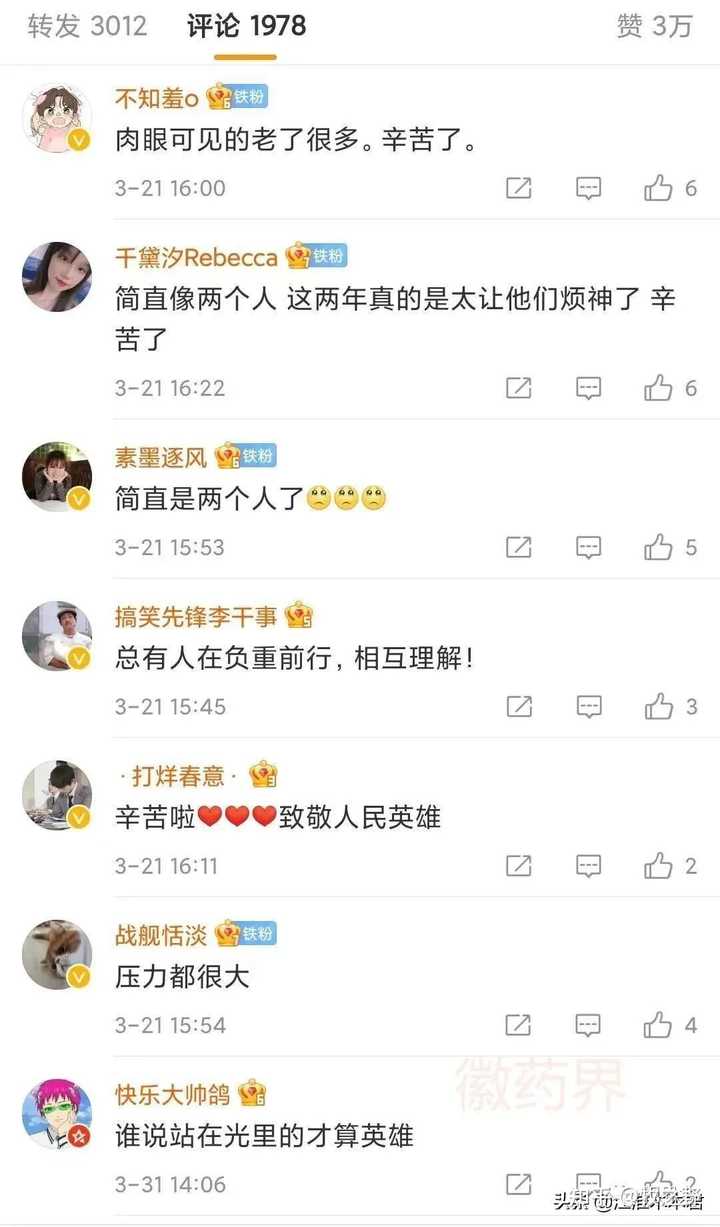 转发 3012 评论 1978 赞 3万
不知羞o 6 铁粉
肉眼可见的老了很多。辛苦了。
3-21 16:00 6
千黛汐Rebecca 铁粉
简直像两个人 这两年真的是太让他们烦神了 辛
苦了
3-21 16:22 6
素墨逐风 6 铁粉
简直是两个人了🥺🥺🥺
3-21 15:53 5
搞笑先锋李干事
总有人在负重前行，相互理解！
3-21 15:45 3
·打烊春意· 3
辛苦啦❤❤❤致敬人民英雄
3-21 16:11 2
战舰恬淡 6 铁粉
压力都很大
3-21 15:54 4
徽药界
快乐大帅鸽 6
谁说站在光里的才算英雄
3-31 14:06 2
头条
知乎